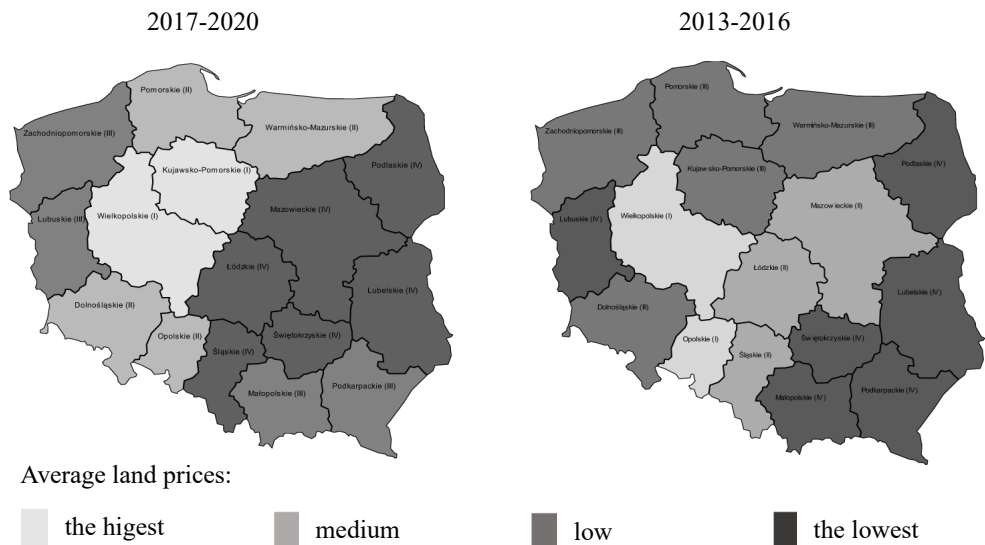 2017-2020
2013-2016
Pomorskie (II)
Zachodniopomorskie (III)
Warmińsko-Mazurskie (II)
Podlaskie (IV)
Kujawsko-Pomorskie (I)
Wielkopolskie (I)
Mazowieckie (IV)
Lubuskie (III)
Łódzkie (IV)
Lubelskie (IV)
Dolnośląskie (II)
Opolskie (II)
Śląskie (IV)
Świętokrzyskie (IV)
Małopolskie (III)
Podkarpackie (III)
Pomorskie (III)
Zachodniopomorskie (III)
Warmińsko-Mazurskie (III)
Podlaskie (IV)
Kujawsko-Pomorskie (III)
Wielkopolskie (I)
Mazowieckie (II)
Lubuskie (IV)
Łódzkie (II)
Lubelskie (IV)
Dolnośląskie (III)
Opolskie (I)
Śląskie (II)
Świętokrzyskie (IV)
Małopolskie (IV)
Podkarpackie (IV)
Average land prices:
the higest
medium
low
the lowest